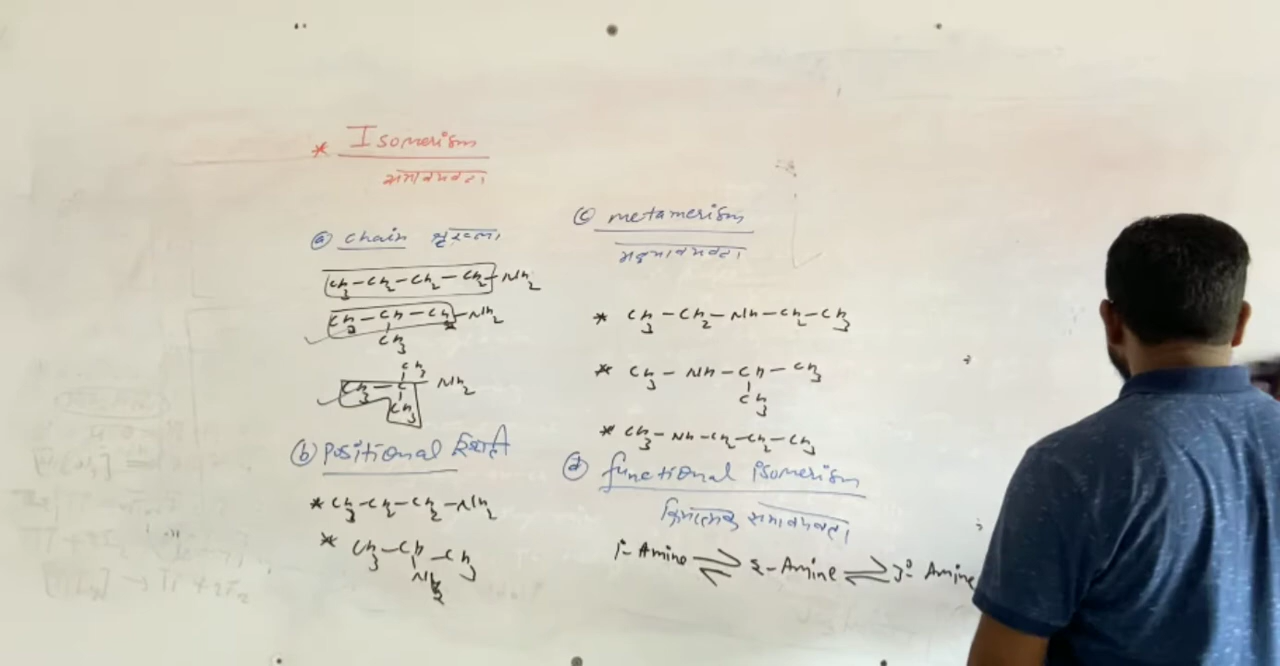 * Isomerism
समावयवता
(a) chain श्रृंखला
CH3-CH2-CH2-CH2-NH2
CH3-CH-CH2-NH2
CH3
CH3
CH3-C-NH2
CH3
(b) Positional स्थिति
* CH3-CH2-CH2-NH2
* CH3-CH-CH3
NH2
(c) metamerism
मध्यावयवता
* CH3-CH2-NH-CH2-CH3
* CH3-NH-CH-CH3
CH3
* CH3-NH-CH2-CH2-CH3
(d) functional isomerism
क्रियात्मक समावयवता
1°-Amine ⇌ 2°-Amine ⇌ 3°-Amine